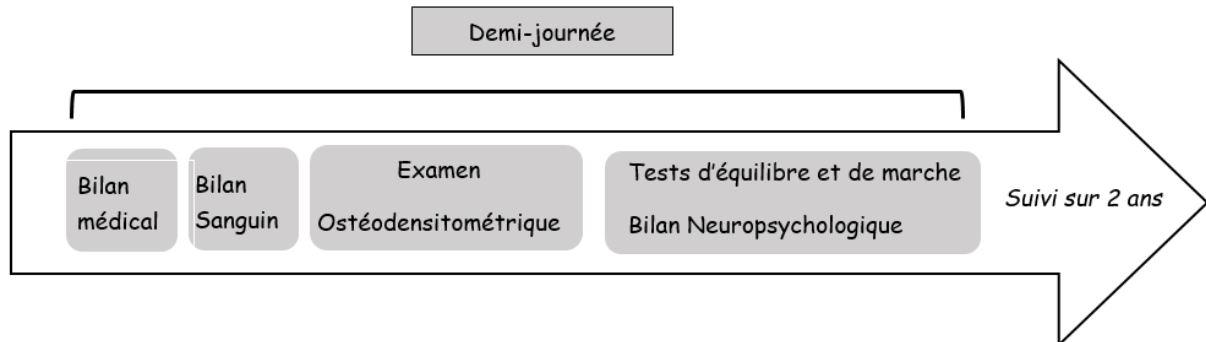 Demi-journée
Bilan
médical
Bilan
Sanguin
Examen
Ostéodensitométrique
Tests d'équilibre et de marche
Bilan Neuropsychologique
Suivi sur 2 ans